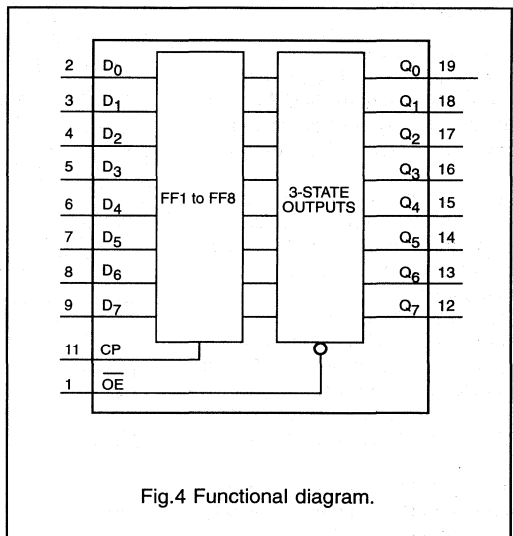 2 D0 Q0 19
3 D1 Q1 18
4 D2 Q2 17
5 D3 Q3 16
6 D4 FF1 to FF8 3-STATE OUTPUTS Q4 15
7 D5 Q5 14
8 D6 Q6 13
9 D7 Q7 12
11 CP
1 O̅E̅
Fig.4 Functional diagram.